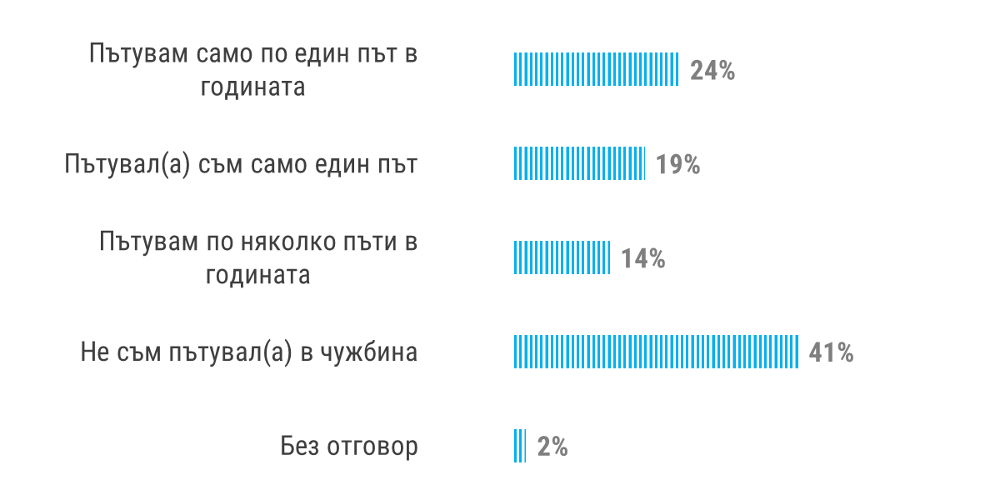 Пътувам само по един път в
годината
24%
Пътувал(а) съм само един път
19%
Пътувам по няколко пъти в
годината
14%
Не съм пътувал(а) в чужбина
41%
Без отговор
2%